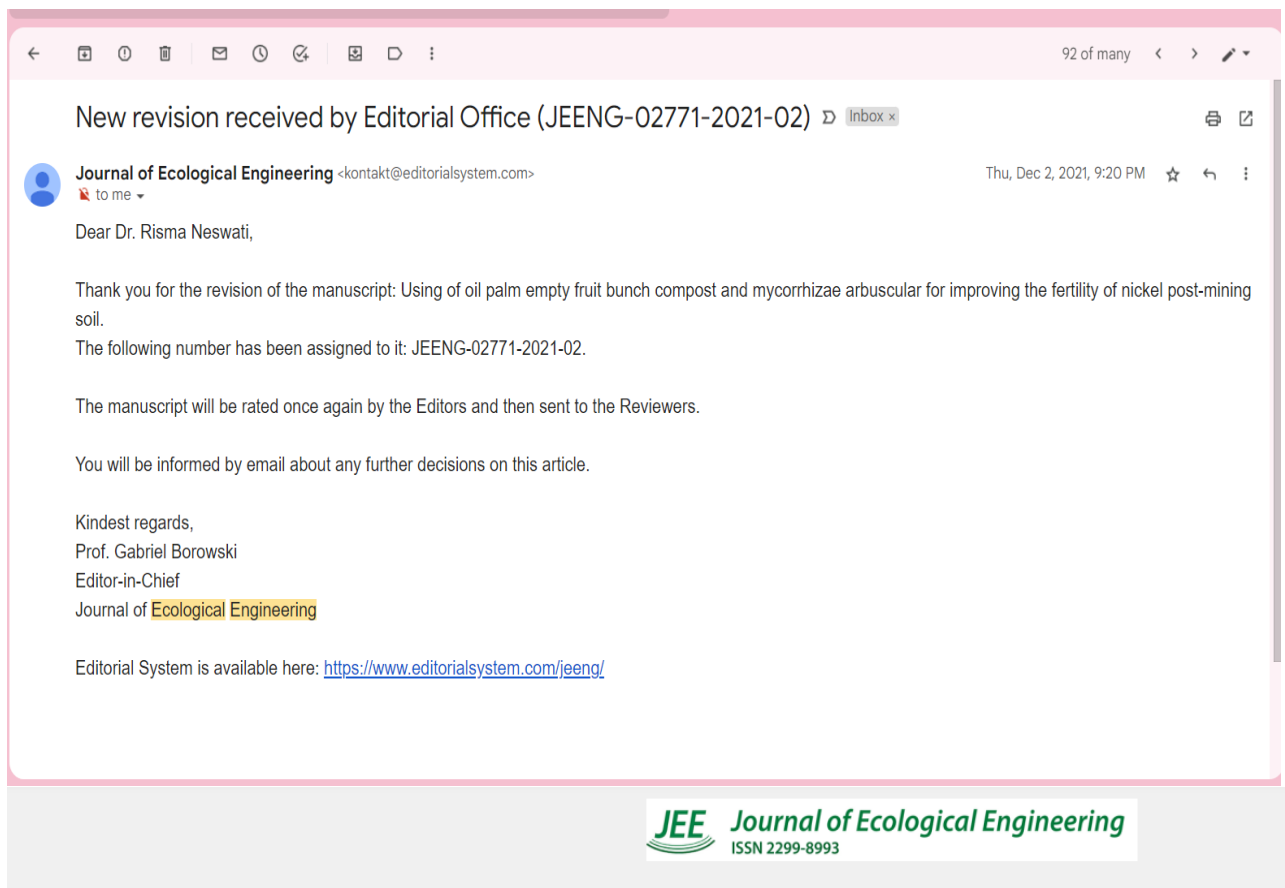 92 of many
New revision received by Editorial Office (JEENG-02771-2021-02)
Inbox ×
Journal of Ecological Engineering <kontakt@editorialsystem.com>
Thu, Dec 2, 2021, 9:20 PM
to me
Dear Dr. Risma Neswati,
Thank you for the revision of the manuscript: Using of oil palm empty fruit bunch compost and mycorrhizae arbuscular for improving the fertility of nickel post-mining
soil.
The following number has been assigned to it: JEENG-02771-2021-02.
The manuscript will be rated once again by the Editors and then sent to the Reviewers.
You will be informed by email about any further decisions on this article.
Kindest regards,
Prof. Gabriel Borowski
Editor-in-Chief
Journal of Ecological Engineering
Editorial System is available here: https://www.editorialsystem.com/jeeng/
JEE Journal of Ecological Engineering
ISSN 2299-8993